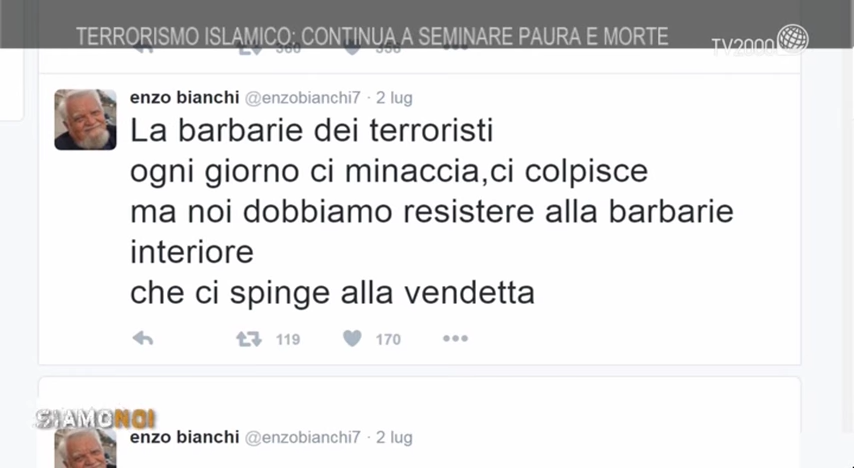 TERRORISMO ISLAMICO: CONTINUA A SEMINARE PAURA E MORTE
TV2000
enzo bianchi @enzobianchi7 · 2 lug
La barbarie dei terroristi
ogni giorno ci minaccia,ci colpisce
ma noi dobbiamo resistere alla barbarie
interiore
che ci spinge alla vendetta
119 170
SIAMONOI
enzo bianchi @enzobianchi7 · 2 lug